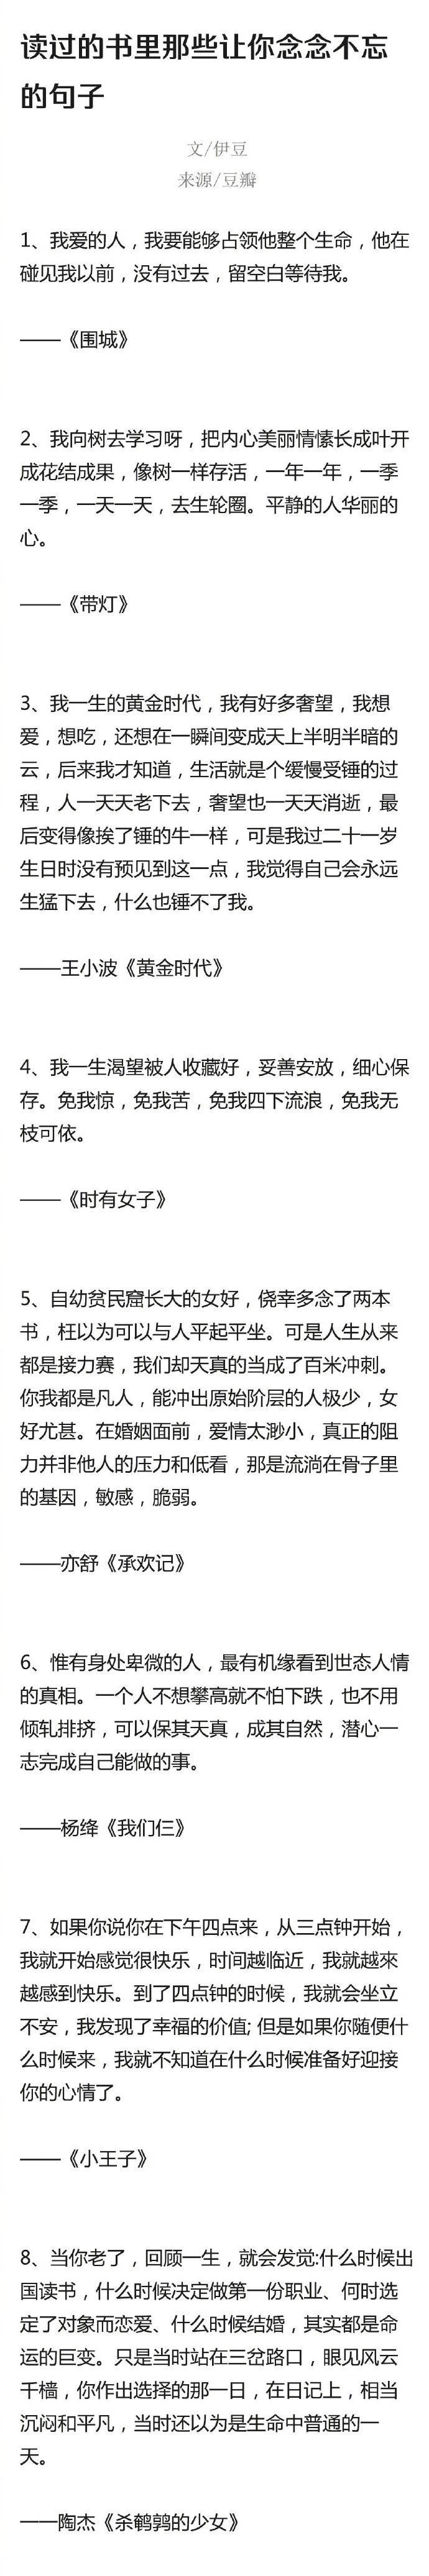 读过的书里那些让你念念不忘
的句子
文/伊豆
来源/豆瓣
1、我爱的人，我要能够占领他整个生命，他在
碰见我以前，没有过去，留空白等待我。
——《围城》
2、我向树去学习呀，把内心美丽情愫长成叶开
成花结成果，像树一样存活，一年一年，一季
一季，一天一天，去生轮圈。平静的人华丽的
心。
——《带灯》
3、我一生的黄金时代，我有好多奢望，我想
爱，想吃，还想在一瞬间变成天上半明半暗的
云，后来我才知道，生活就是个缓慢受锤的过
程，人一天天老下去，奢望也一天天消逝，最
后变得像挨了锤的牛一样，可是我过二十一岁
生日时没有预见到这一点，我觉得自己会永远
生猛下去，什么也锤不了我。
——王小波《黄金时代》
4、我一生渴望被人收藏好，妥善安放，细心保
存。免我惊，免我苦，免我四下流浪，免我无
枝可依。
——《时有女子》
5、自幼贫民窟长大的女好，侥幸多念了两本
书，枉以为可以与人平起平坐。可是人生从来
都是接力赛，我们却天真的当成了百米冲刺。
你我都是凡人，能冲出原始阶层的人极少，女
好尤甚。在婚姻面前，爱情太渺小，真正的阻
力并非他人的压力和低看，那是流淌在骨子里
的基因，敏感，脆弱。
——亦舒《承欢记》
6、惟有身处卑微的人，最有机缘看到世态人情
的真相。一个人不想攀高就不怕下跌，也不用
倾轧排挤，可以保其天真，成其自然，潜心一
志完成自己能做的事。
——杨绛《我们仨》
7、如果你说你在下午四点来，从三点钟开始，
我就开始感觉很快乐，时间越临近，我就越來
越感到快乐。到了四点钟的时候，我就会坐立
不安，我发现了幸福的价值; 但是如果你随便什
么时候来，我就不知道在什么时候准备好迎接
你的心情了。
——《小王子》
8、当你老了，回顾一生，就会发觉:什么时候出
国读书，什么时候决定做第一份职业、何时选
定了对象而恋爱、什么时候结婚，其实都是命
运的巨变。只是当时站在三岔路口，眼见风云
千樯，你作出选择的那一日，在日记上，相当
沉闷和平凡，当时还以为是生命中普通的一
天。
一一陶杰《杀鹌鹑的少女》